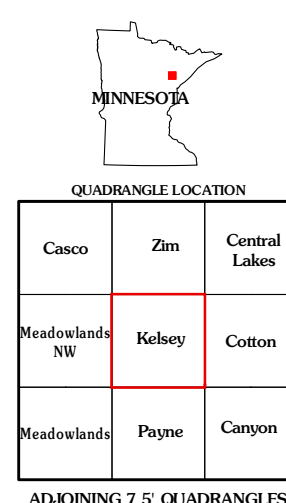 MINNESOTA
QUADRANGLE LOCATION
Casco Zim Central
Lakes
Meadowlands
NW Kelsey Cotton
Meadowlands Payne Canyon
ADJOINING 7.5' QUADRANGLES